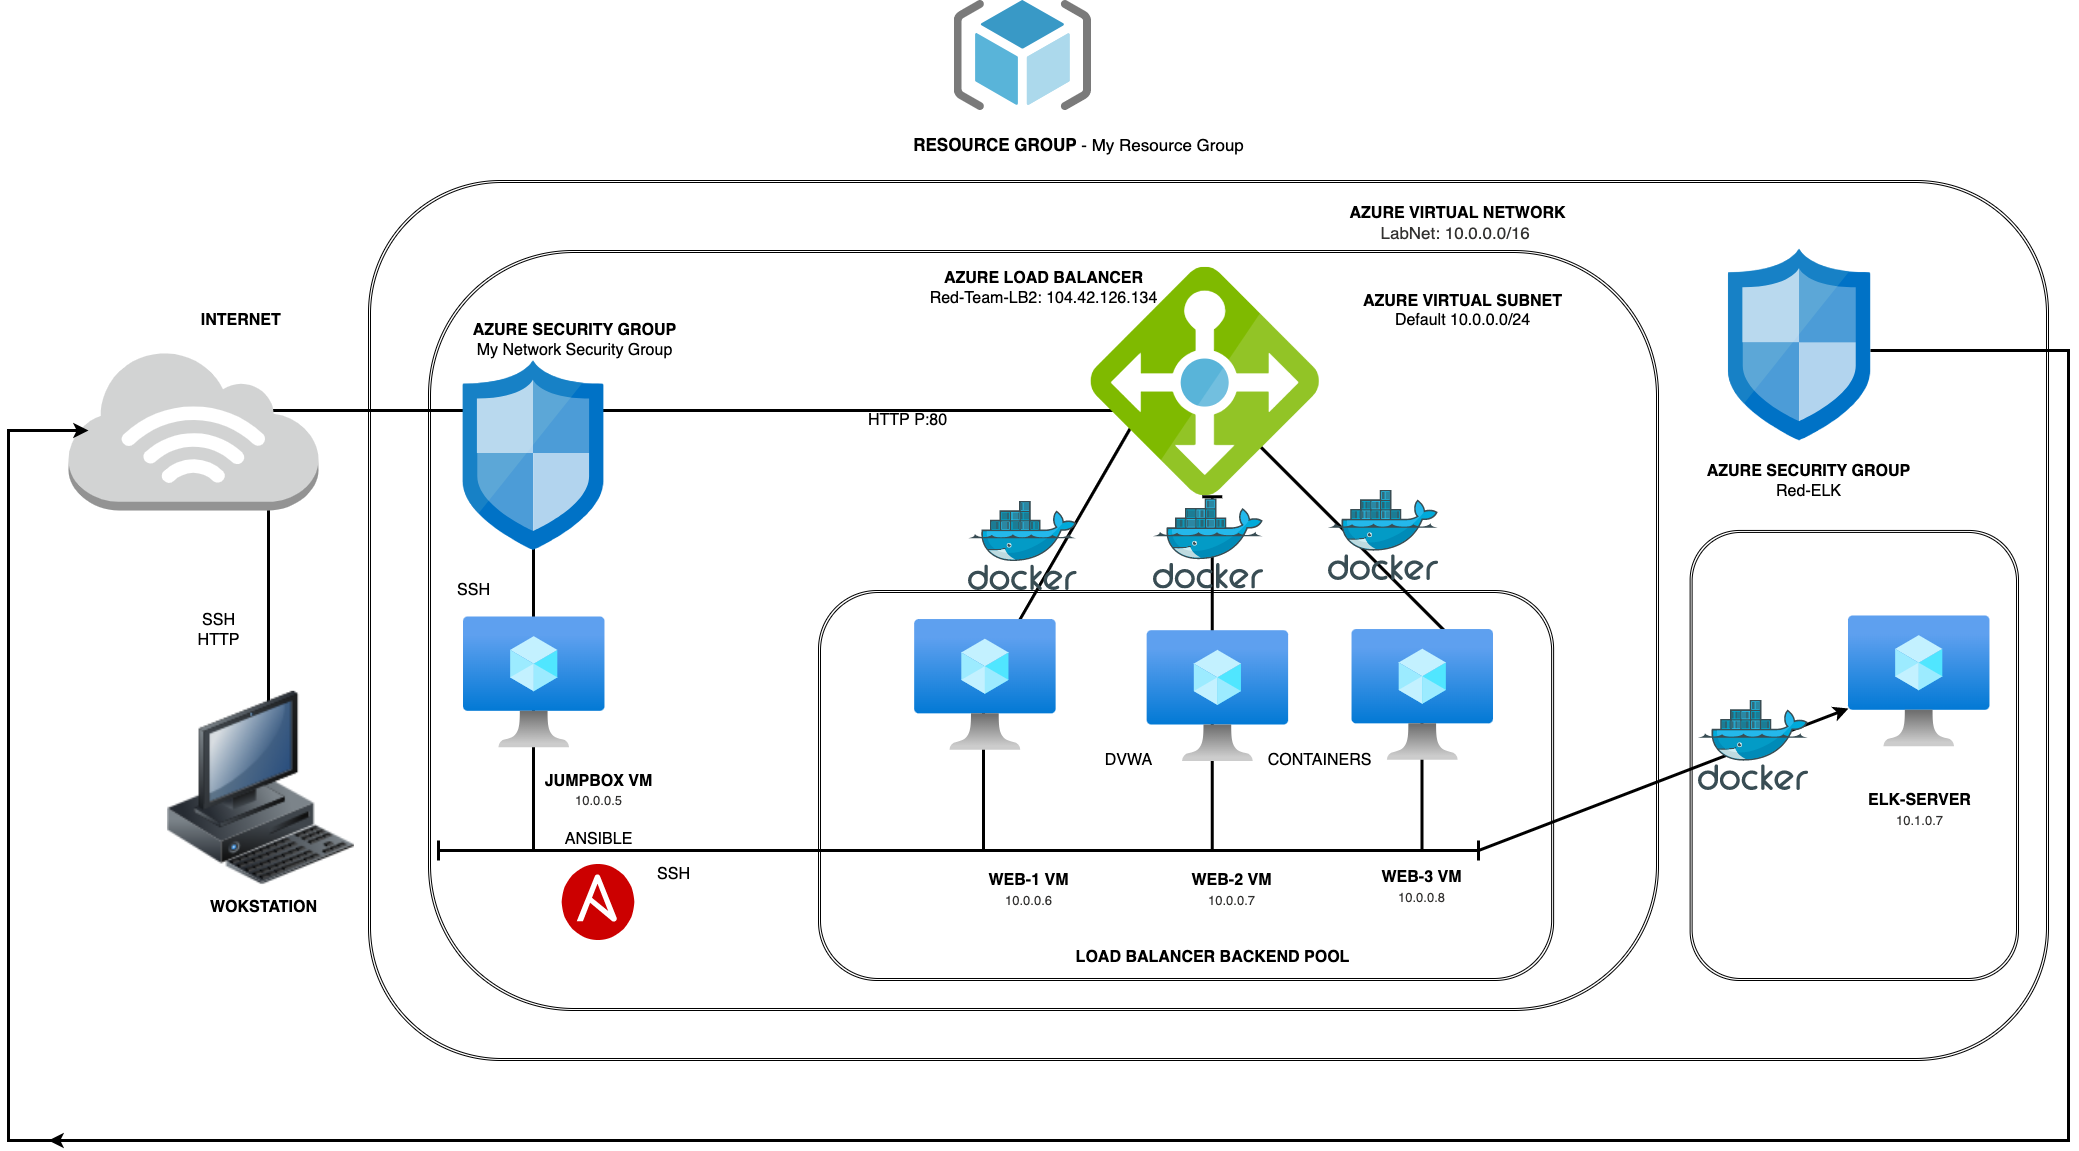 RESOURCE GROUP - My Resource Group
AZURE VIRTUAL NETWORK
LabNet: 10.0.0.0/16
AZURE LOAD BALANCER
Red-Team-LB2: 104.42.126.134
AZURE VIRTUAL SUBNET
Default 10.0.0.0/24
INTERNET
AZURE SECURITY GROUP
My Network Security Group
HTTP P:80
AZURE SECURITY GROUP
Red-ELK
docker
docker
docker
SSH
SSH
HTTP
DVWA
CONTAINERS
docker
JUMPBOX VM
10.0.0.5
ELK-SERVER
10.1.0.7
ANSIBLE
SSH
WEB-1 VM
10.0.0.6
WEB-2 VM
10.0.0.7
WEB-3 VM
10.0.0.8
WOKSTATION
LOAD BALANCER BACKEND POOL